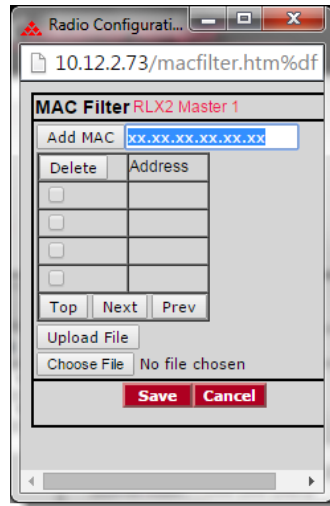 Radio Configurati...
10.12.2.73/macfilter.htm%df
MAC Filter RLX2 Master 1
Add MAC xx.xx.xx.xx.xx.xx
Delete Address
Top Next Prev
Upload File
Choose File No file chosen
Save Cancel